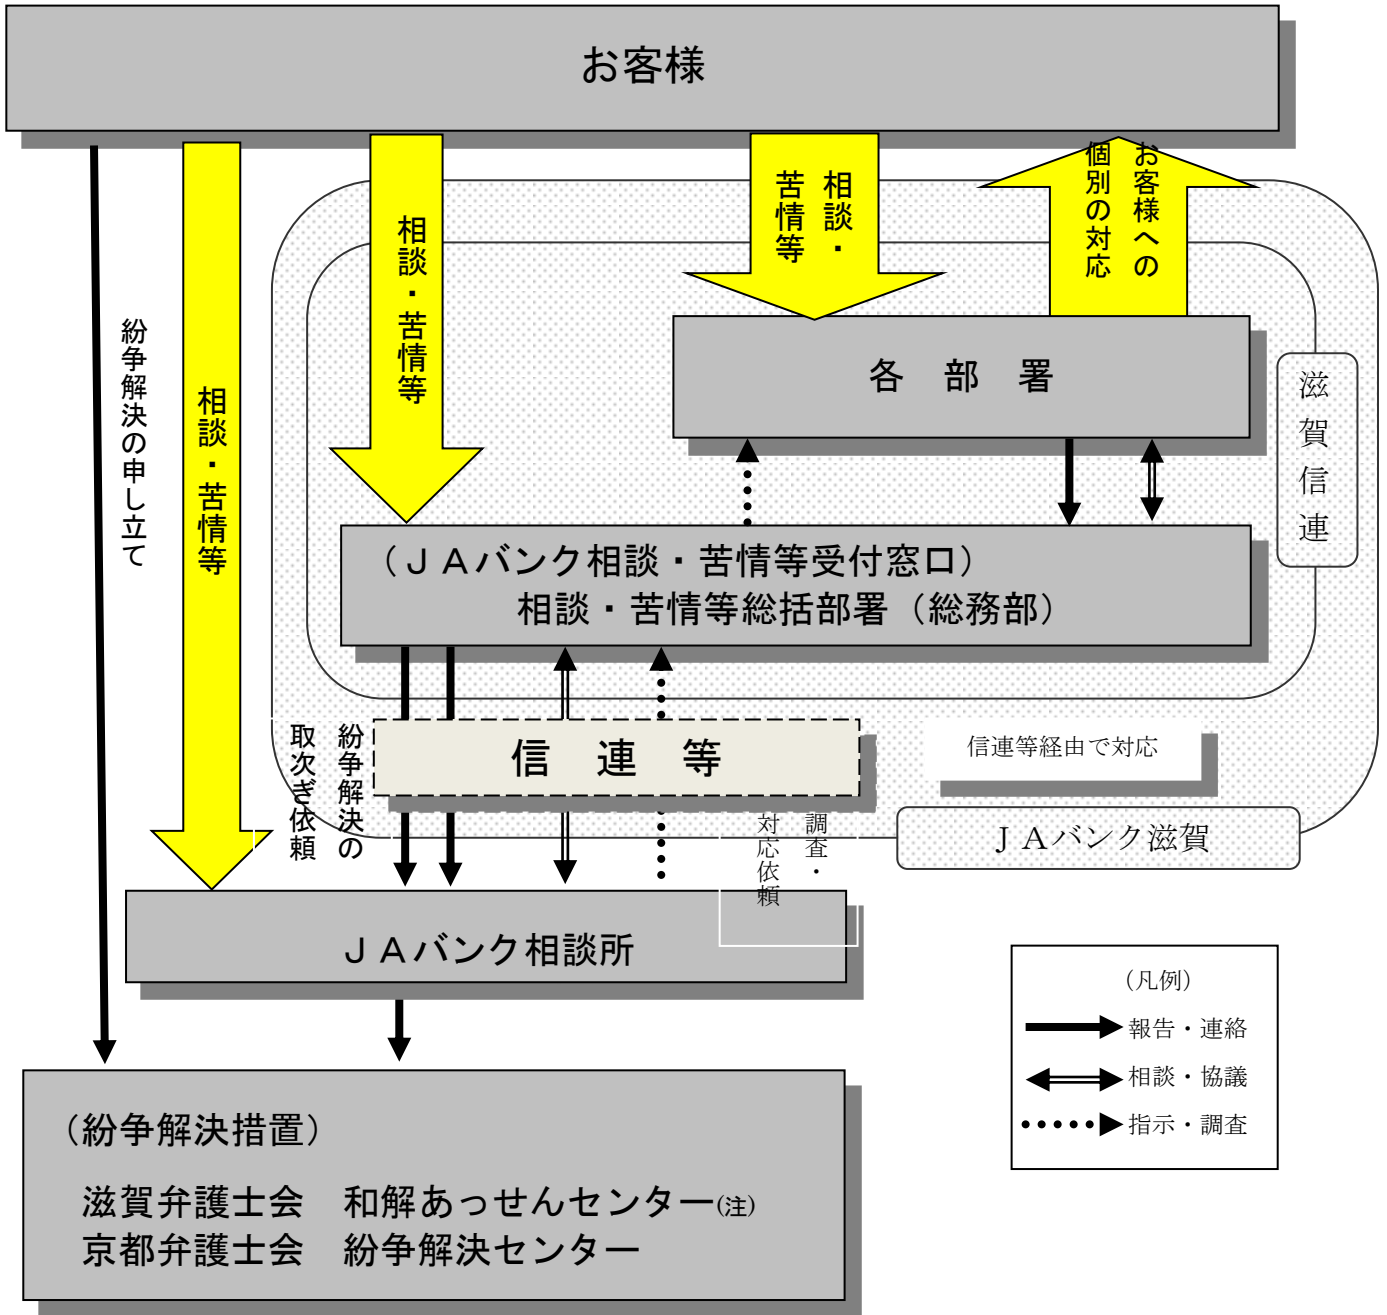 お客様
紛争解決の申し立て
相談・苦情等
相談・苦情等
相談・
苦情等
お客様への
個別の対応
各　部　署
滋賀信連
（ＪＡバンク相談・苦情等受付窓口）
相談・苦情等総括部署（総務部）
紛争解決の
取次ぎ依頼
信　連　等
信連等経由で対応
調査・
対応依頼
ＪＡバンク滋賀
ＪＡバンク相談所
（凡例）
報告・連絡
相談・協議
指示・調査
（紛争解決措置）
滋賀弁護士会　和解あっせんセンター(注)
京都弁護士会　紛争解決センター